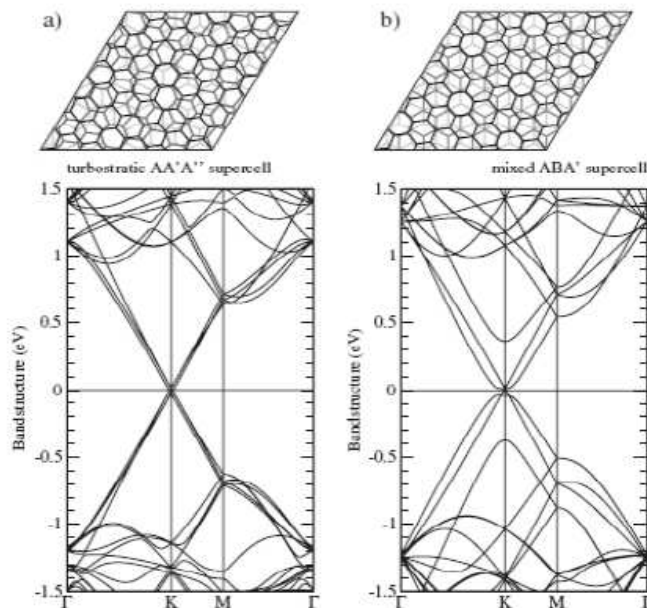 a)
b)
turbostratic AA'A'' supercell
mixed ABA' supercell
Bandstructure (eV)
1.5
1
0.5
0
-0.5
-1
-1.5
Γ K M Γ
Bandstructure (eV)
1.5
1
0.5
0
-0.5
-1
-1.5
Γ K M Γ